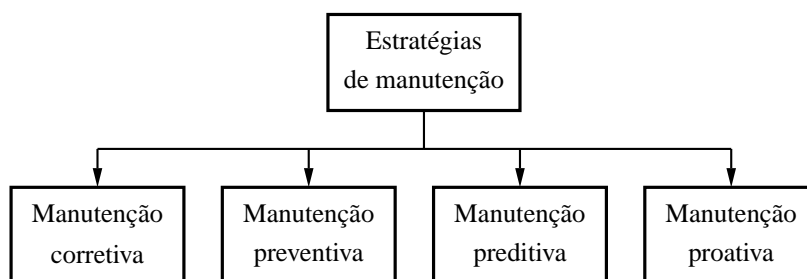 Estratégias
de manutenção
Manutenção
corretiva
Manutenção
preventiva
Manutenção
preditiva
Manutenção
proativa